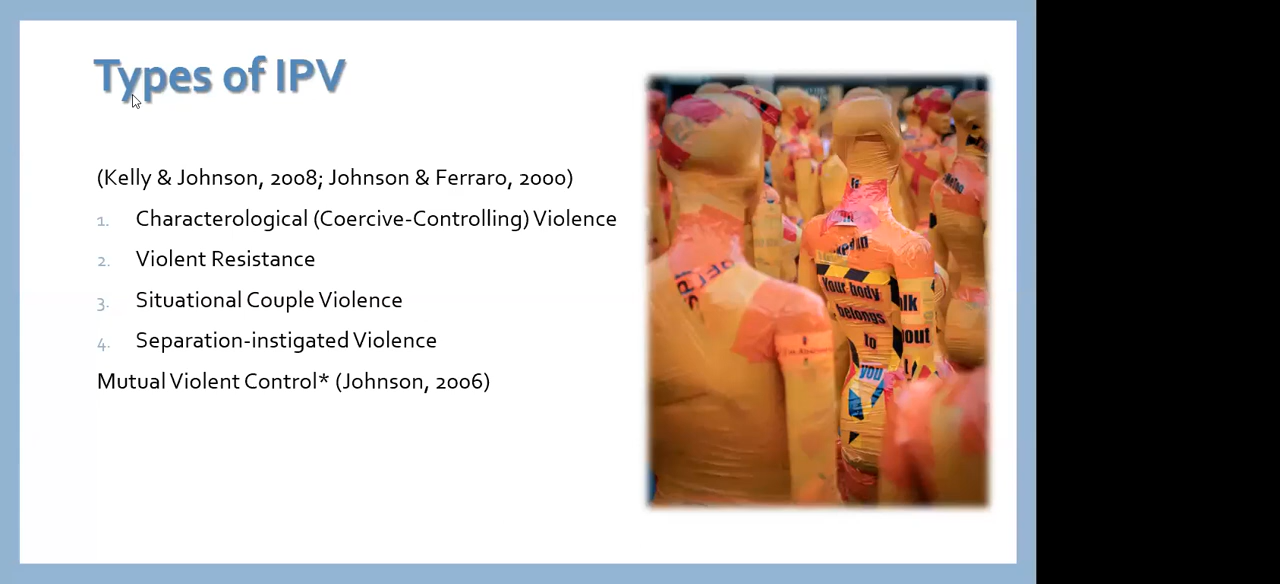 Types of IPV
(Kelly & Johnson, 2008; Johnson & Ferraro, 2000)
1. Characterological (Coercive-Controlling) Violence
2. Violent Resistance
3. Situational Couple Violence
4. Separation-instigated Violence
Mutual Violent Control* (Johnson, 2006)
Your body
belongs
to
you